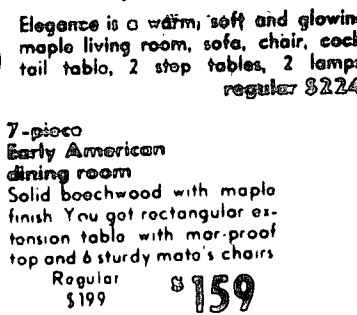 Elegance is a warm, soft and glowing
maple living room, sofa, chair, cock
tail table, 2 step tables, 2 lamps
regular $224
7-piece
Early American
dining room
Solid beechwood with maple
finish You get rectangular ex-
tension table with mar-proof
top and 6 sturdy mate's chairs
Regular $159
$199